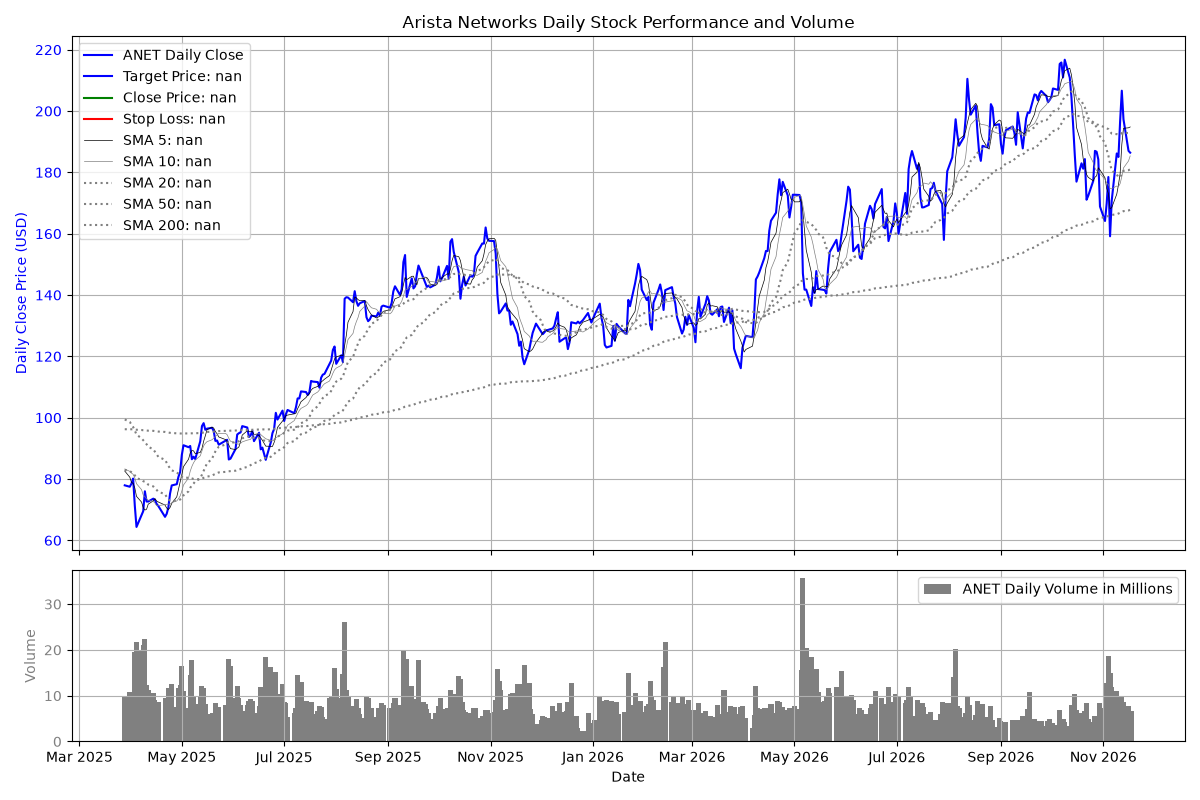 Arista Networks Daily Stock Performance and Volume
ANET Daily Close
Target Price: nan
Close Price: nan
Stop Loss: nan
SMA 5: nan
SMA 10: nan
SMA 20: nan
SMA 50: nan
SMA 200: nan
Daily Close Price (USD)
220
200
180
160
140
120
100
80
60
ANET Daily Volume in Millions
Volume
30
20
10
0
Mar 2025 May 2025 Jul 2025 Sep 2025 Nov 2025 Jan 2026 Mar 2026 May 2026 Jul 2026 Sep 2026 Nov 2026
Date